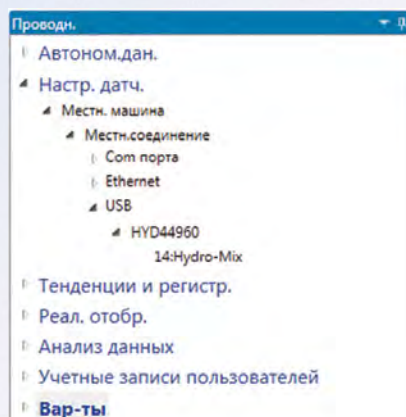 Проводн.
Автоном.дан.
Настр. датч.
Местн. машина
Местн.соединение
Com порта
Ethernet
USB
HYD44960
14:Hydro-Mix
Тенденции и регистр.
Реал. отобр.
Анализ данных
Учетные записи пользователей
Вар-ты